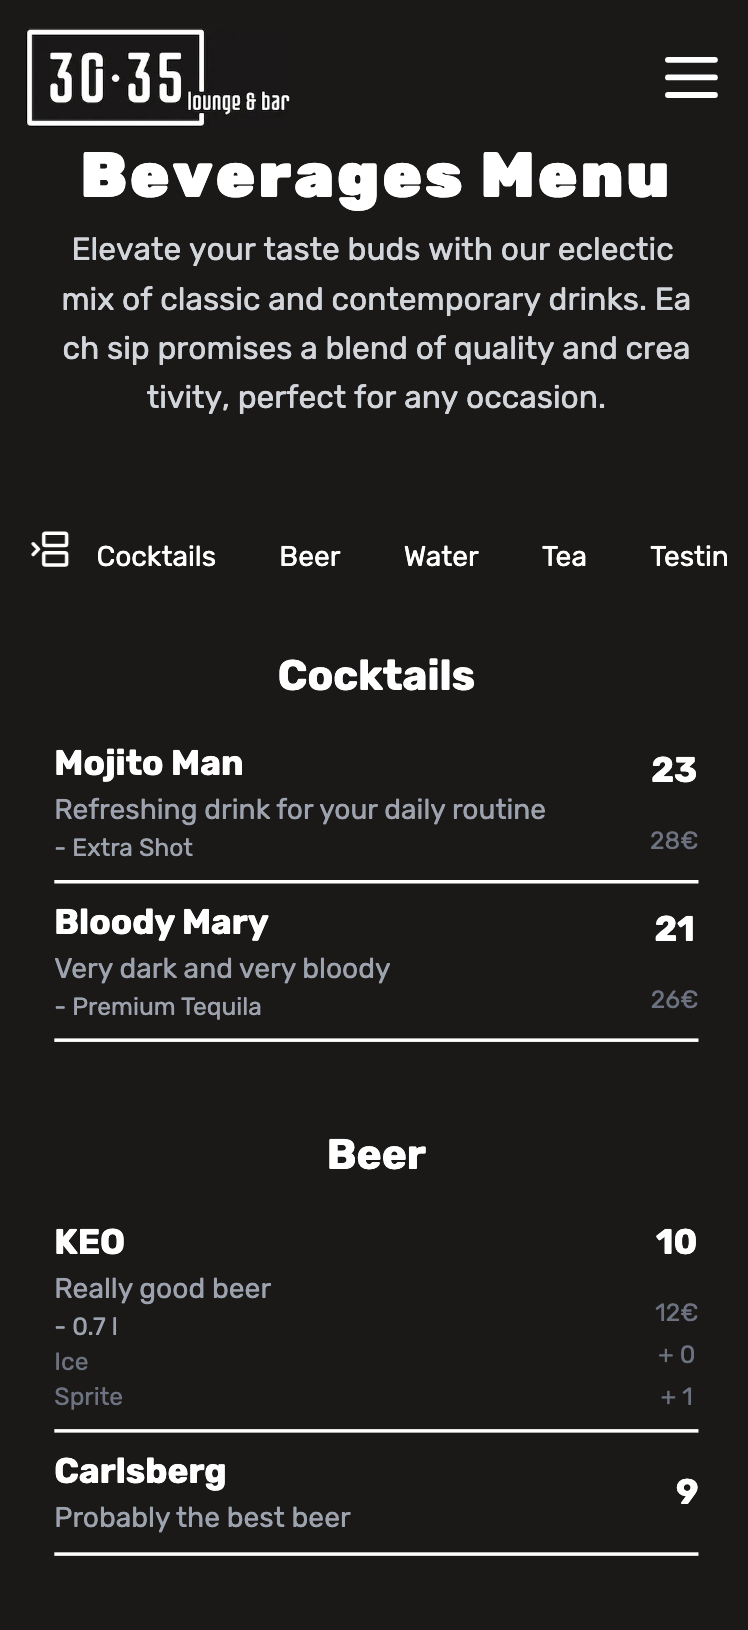 30·35
lounge & bar
Beverages Menu
Elevate your taste buds with our eclectic
mix of classic and contemporary drinks. Ea
ch sip promises a blend of quality and crea
tivity, perfect for any occasion.
Cocktails Beer Water Tea Testin
Cocktails
Mojito Man 23
Refreshing drink for your daily routine
- Extra Shot 28€
Bloody Mary 21
Very dark and very bloody
- Premium Tequila 26€
Beer
KEO 10
Really good beer
- 0.7 l 12€
Ice + 0
Sprite + 1
Carlsberg 9
Probably the best beer